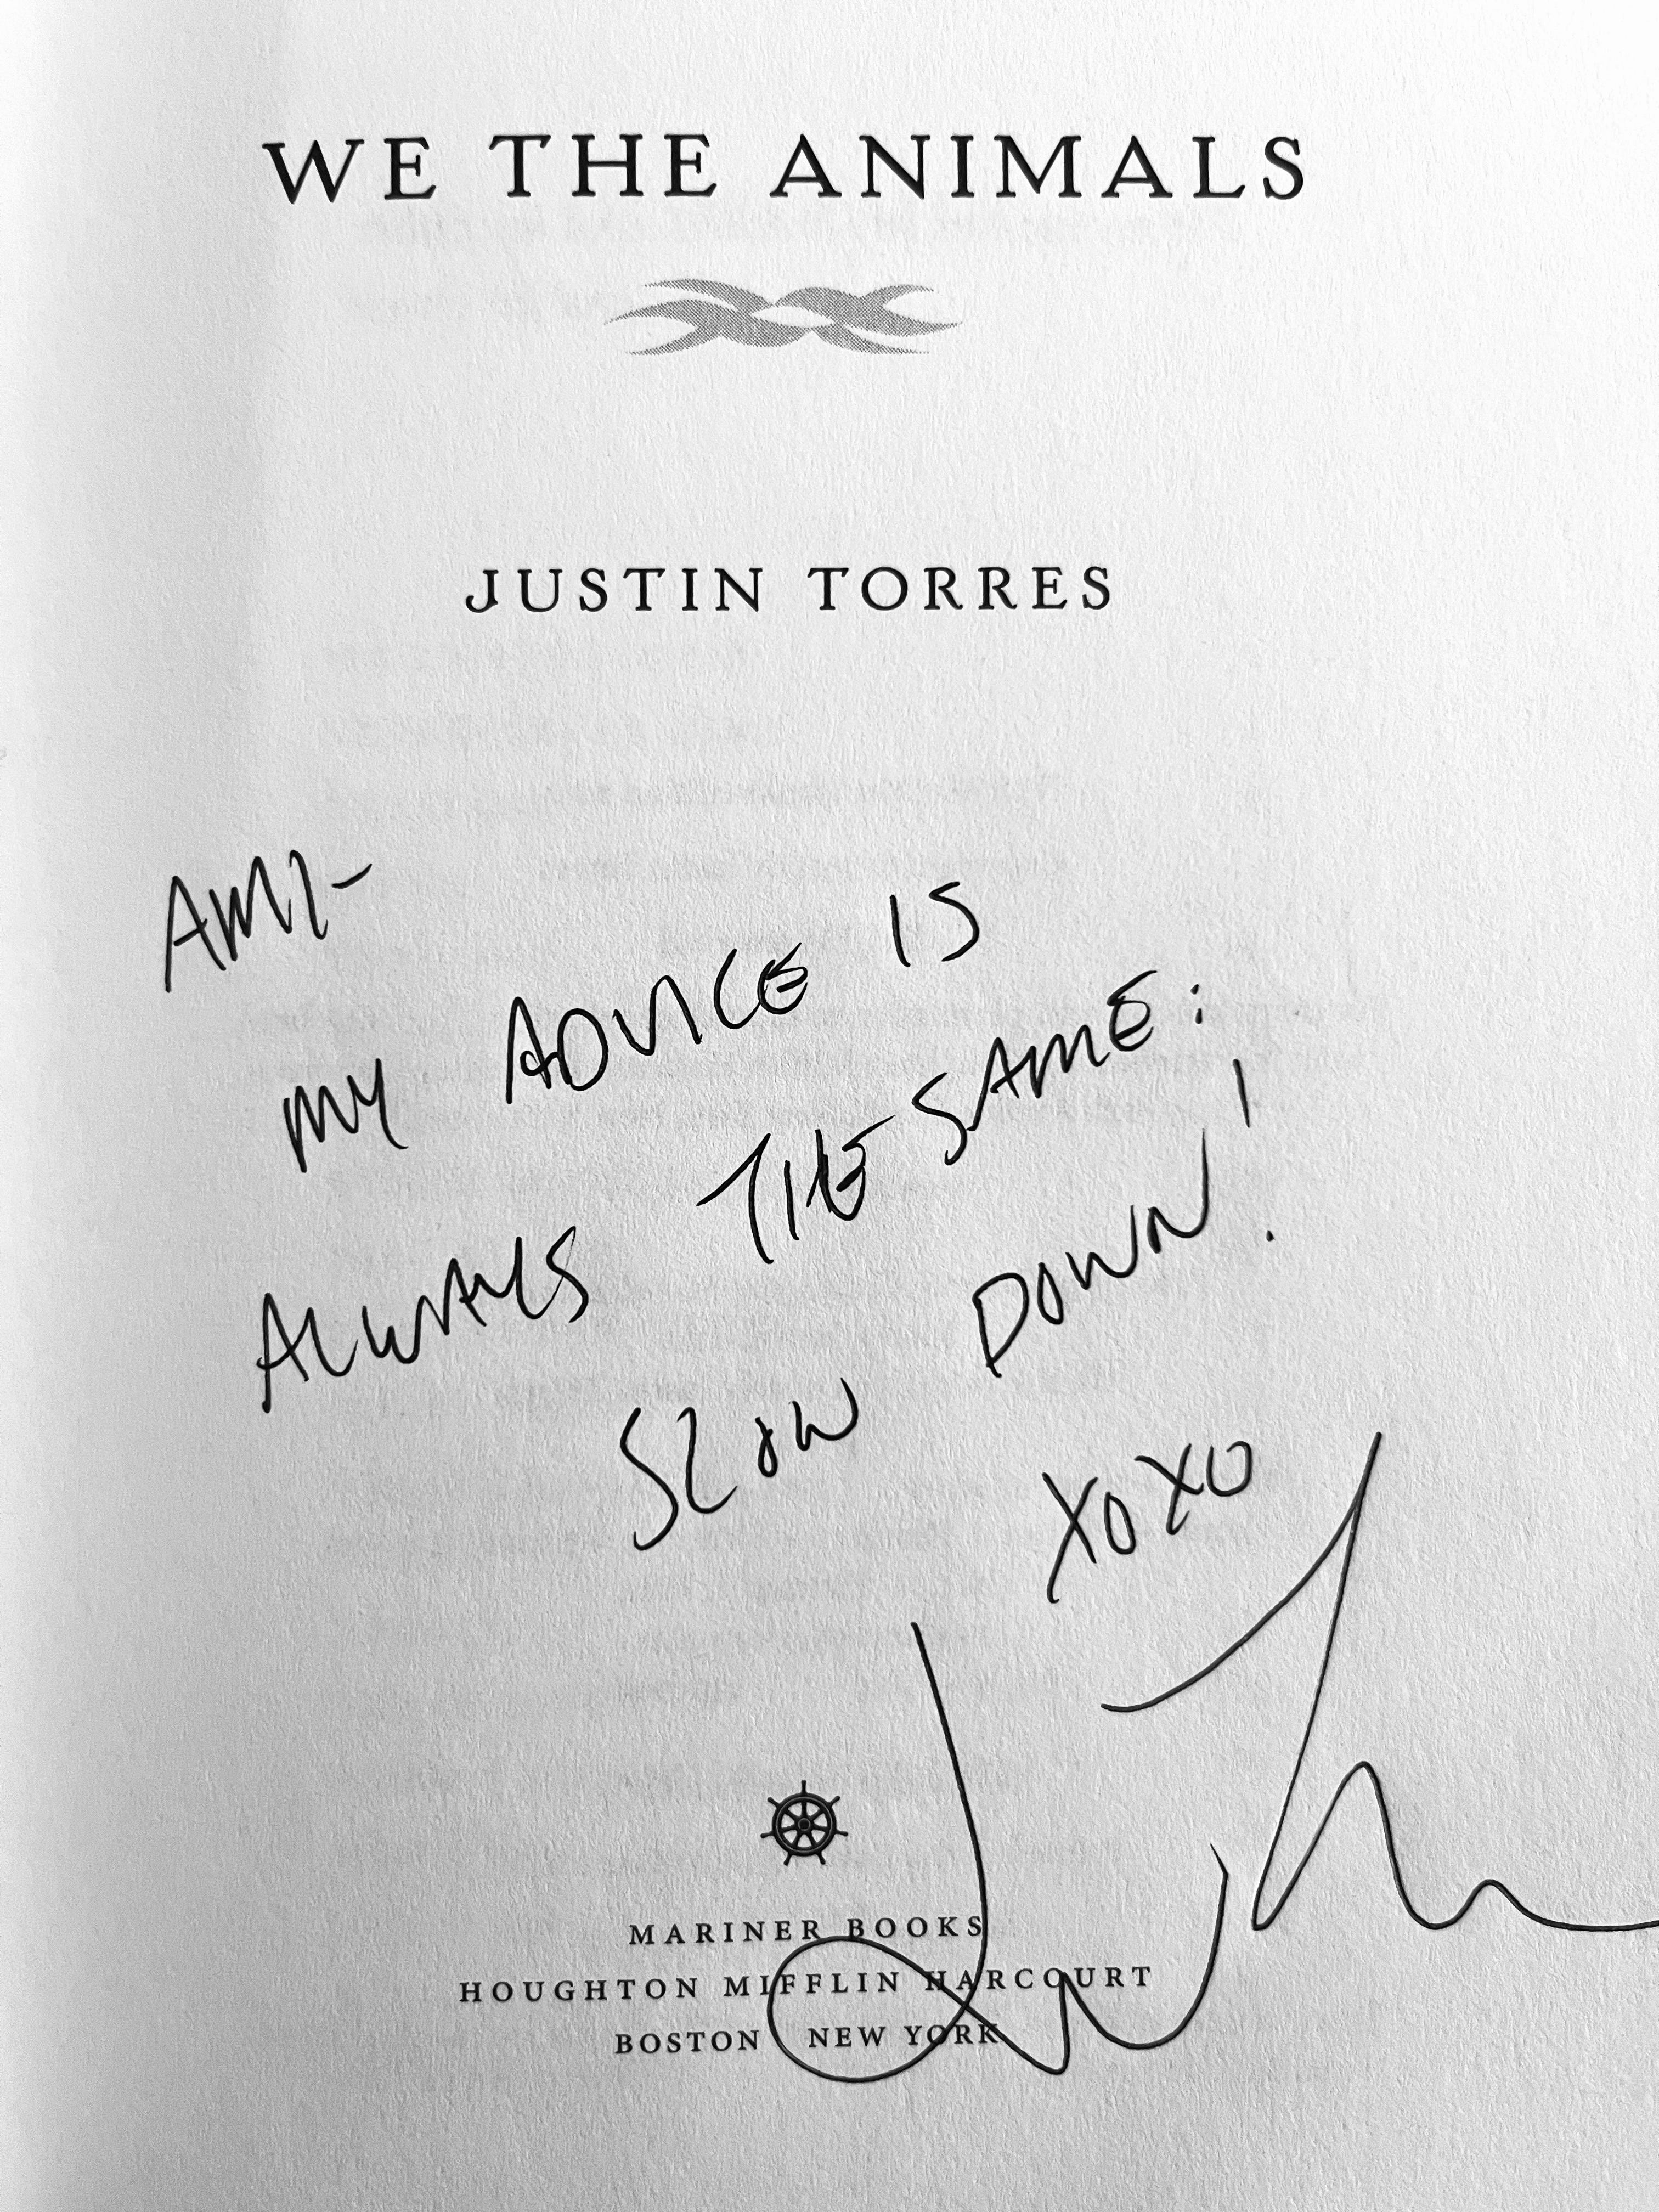 WE THE ANIMALS
JUSTIN TORRES
AMI-
MY ADVICE IS
ALWAYS THE SAME:
SLOW DOWN!
XOXO
MARINER BOOKS
HOUGHTON MIFFLIN HARCOURT
BOSTON NEW YORK